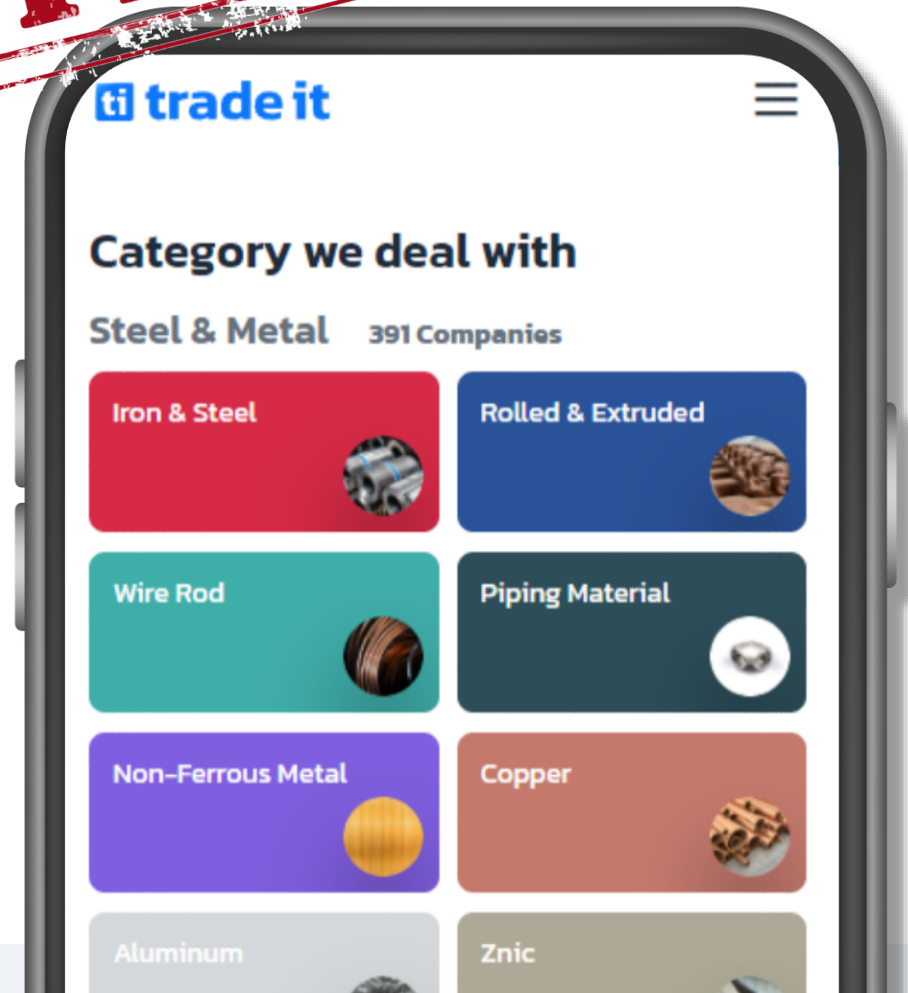 ti trade it
Category we deal with
Steel & Metal 391 Companies
Iron & Steel
Rolled & Extruded
Wire Rod
Piping Material
Non-Ferrous Metal
Copper
Aluminum
Znic